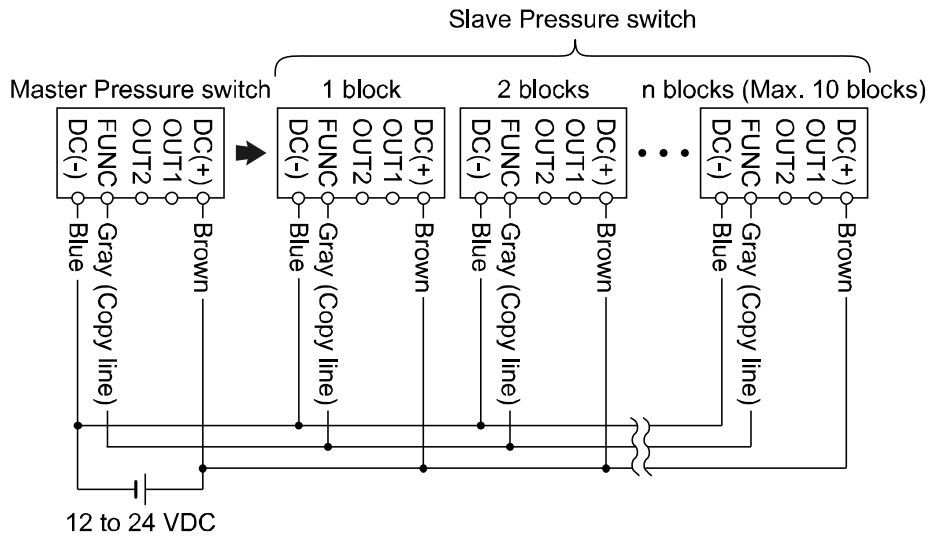 Slave Pressure switch
Master Pressure switch
1 block
2 blocks
n blocks (Max. 10 blocks)
DC(-)
FUNC
OUT2
OUT1
DC(+)
DC(-)
FUNC
OUT2
OUT1
DC(+)
DC(-)
FUNC
OUT2
OUT1
DC(+)
DC(-)
FUNC
OUT2
OUT1
DC(+)
Blue
Gray (Copy line)
Brown
Blue
Gray (Copy line)
Brown
Blue
Gray (Copy line)
Brown
Blue
Gray (Copy line)
Brown
12 to 24 VDC